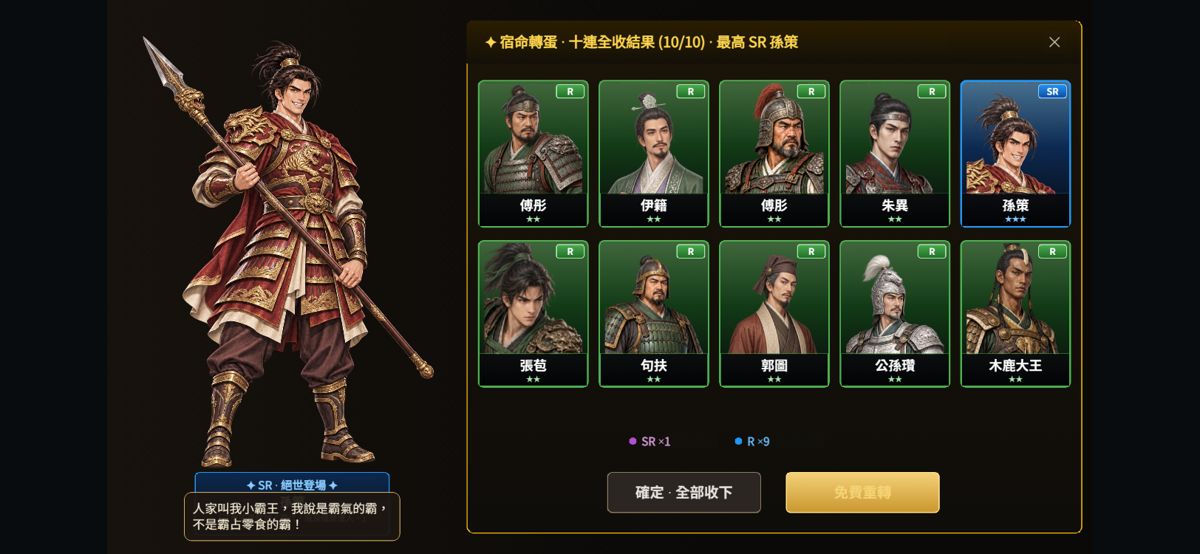 ✦ 宿命轉蛋 · 十連全收結果 (10/10) · 最高 SR 孫策
R
R
R
R
SR
傅彤
伊籍
傅肜
朱異
孫策
★★
★★
★★
★★
★★★
R
R
R
R
R
張苞
句扶
郭圖
公孫瓚
木鹿大王
★★
★★
★★
★★
★★
SR ×1
R ×9
確定 · 全部收下
免費重轉
✦ SR · 絕世登場 ✦
人家叫我小霸王，我說是霸氣的霸，
不是霸占零食的霸！